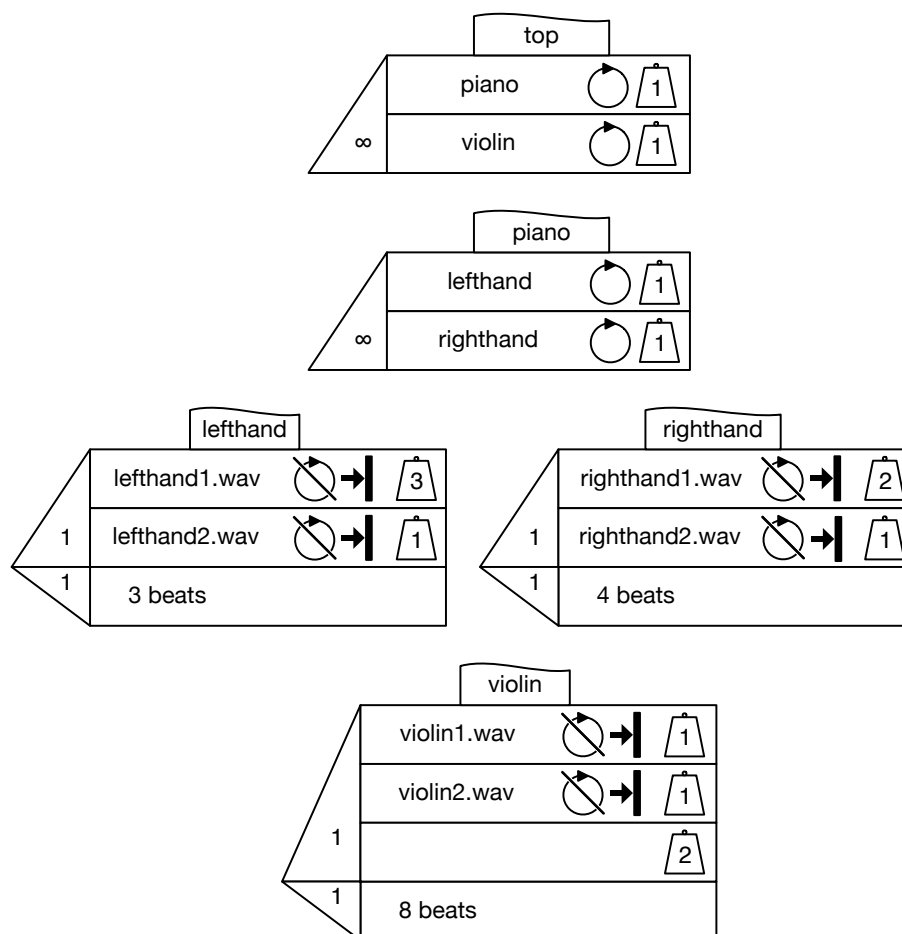 top
piano 1
∞ violin 1
piano
lefthand 1
∞ righthand 1
lefthand
lefthand1.wav 3
1 lefthand2.wav 1
1 3 beats
righthand
righthand1.wav 2
1 righthand2.wav 1
1 4 beats
violin
violin1.wav 1
violin2.wav 1
1 2
1 8 beats